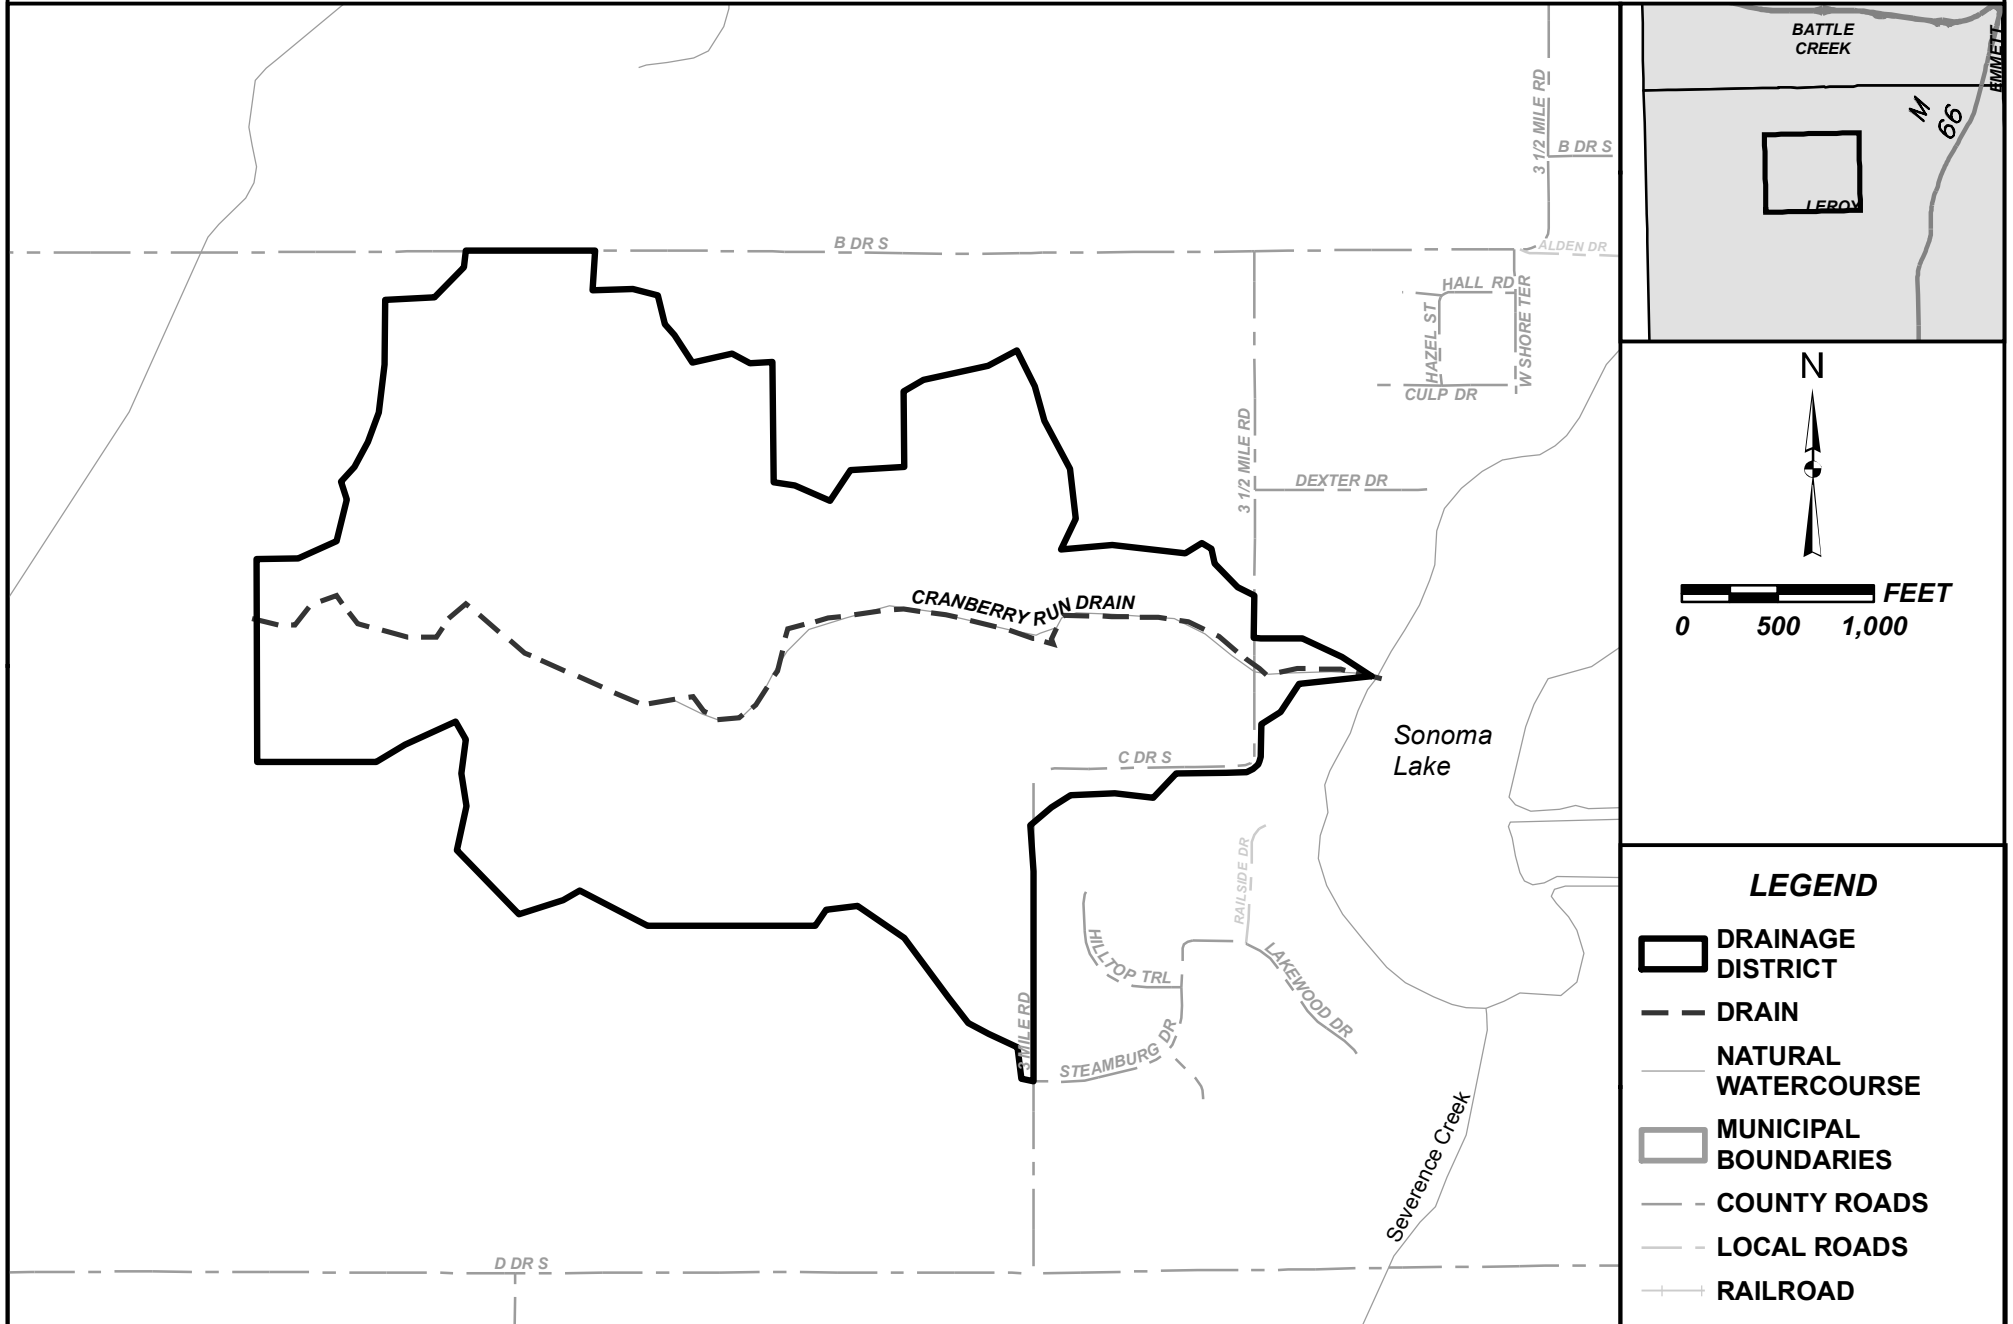 BATTLE
CREEK
EMMETT
M
66
LEROY
3 1/2 MILE RD
B DR S
B DR S
ALDEN DR
HALL RD
HAZEL ST
W SHORE TER
CULP DR
3 1/2 MILE RD
DEXTER DR
N
FEET
0 500 1,000
CRANBERRY RUN DRAIN
Sonoma
Lake
C DR S
RAILSIDE DR
HILLTOP TRL
LAKEWOOD DR
3 MILE RD
STEAMBURG DR
Severence Creek
D DR S
LEGEND
DRAINAGE
DISTRICT
DRAIN
NATURAL
WATERCOURSE
MUNICIPAL
BOUNDARIES
COUNTY ROADS
LOCAL ROADS
RAILROAD